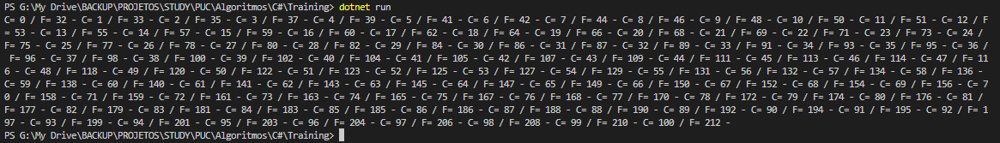 PS G:\My Drive\BACKUP\PROJETOS\STUDY\PUC\Algoritmos\C#\Training> dotnet run
C= 0 / F= 32 - C= 1 / F= 33 - C= 2 / F= 35 - C= 3 / F= 37 - C= 4 / F= 39 - C= 5 / F= 41 - C= 6 / F= 42 - C= 7 / F= 44 - C= 8 / F= 46 - C= 9 / F= 48 - C= 10 / F= 50 - C= 11 / F= 51 - C= 12 / F
= 53 - C= 13 / F= 55 - C= 14 / F= 57 - C= 15 / F= 59 - C= 16 / F= 60 - C= 17 / F= 62 - C= 18 / F= 64 - C= 19 / F= 66 - C= 20 / F= 68 - C= 21 / F= 69 - C= 22 / F= 71 - C= 23 / F= 73 - C= 24 /
F= 75 - C= 25 / F= 77 - C= 26 / F= 78 - C= 27 / F= 80 - C= 28 / F= 82 - C= 29 / F= 84 - C= 30 / F= 86 - C= 31 / F= 87 - C= 32 / F= 89 - C= 33 / F= 91 - C= 34 / F= 93 - C= 35 / F= 95 - C= 36 /
F= 96 - C= 37 / F= 98 - C= 38 / F= 100 - C= 39 / F= 102 - C= 40 / F= 104 - C= 41 / F= 105 - C= 42 / F= 107 - C= 43 / F= 109 - C= 44 / F= 111 - C= 45 / F= 113 - C= 46 / F= 114 - C= 47 / F= 11
6 - C= 48 / F= 118 - C= 49 / F= 120 - C= 50 / F= 122 - C= 51 / F= 123 - C= 52 / F= 125 - C= 53 / F= 127 - C= 54 / F= 129 - C= 55 / F= 131 - C= 56 / F= 132 - C= 57 / F= 134 - C= 58 / F= 136 -
C= 59 / F= 138 - C= 60 / F= 140 - C= 61 / F= 141 - C= 62 / F= 143 - C= 63 / F= 145 - C= 64 / F= 147 - C= 65 / F= 149 - C= 66 / F= 150 - C= 67 / F= 152 - C= 68 / F= 154 - C= 69 / F= 156 - C= 7
0 / F= 158 - C= 71 / F= 159 - C= 72 / F= 161 - C= 73 / F= 163 - C= 74 / F= 165 - C= 75 / F= 167 - C= 76 / F= 168 - C= 77 / F= 170 - C= 78 / F= 172 - C= 79 / F= 174 - C= 80 / F= 176 - C= 81 /
F= 177 - C= 82 / F= 179 - C= 83 / F= 181 - C= 84 / F= 183 - C= 85 / F= 185 - C= 86 / F= 186 - C= 87 / F= 188 - C= 88 / F= 190 - C= 89 / F= 192 - C= 90 / F= 194 - C= 91 / F= 195 - C= 92 / F= 1
97 - C= 93 / F= 199 - C= 94 / F= 201 - C= 95 / F= 203 - C= 96 / F= 204 - C= 97 / F= 206 - C= 98 / F= 208 - C= 99 / F= 210 - C= 100 / F= 212 -
PS G:\My Drive\BACKUP\PROJETOS\STUDY\PUC\Algoritmos\C#\Training>